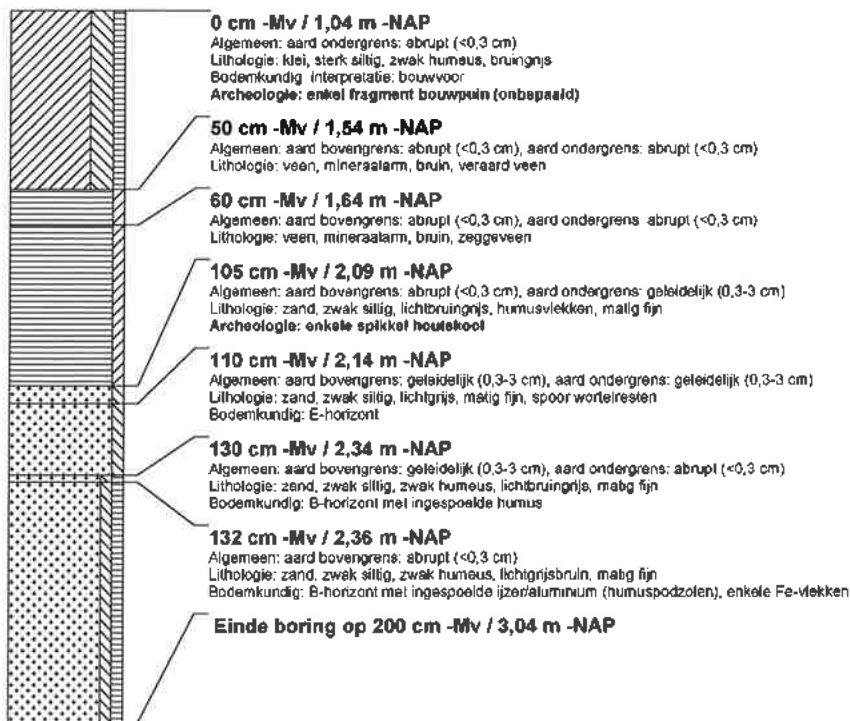 0 cm -Mv / 1,04 m -NAP
Algemeen: aard ondergrens: abrupt (<0,3 cm)
Lithologie: klei, sterk siltig, zwak humeus, bruingrijs
Bodemkundig interpretatie: bouwvoor
Archeologie: enkel fragment bouwpuin (onbepaald)
50 cm -Mv / 1,54 m -NAP
Algemeen: aard bovengrens: abrupt (<0,3 cm), aard ondergrens: abrupt (<0,3 cm)
Lithologie: veen, mineraalarm, bruin, veraard veen
60 cm -Mv / 1,64 m -NAP
Algemeen: aard bovengrens: abrupt (<0,3 cm), aard ondergrens: abrupt (<0,3 cm)
Lithologie: veen, mineraalarm, bruin, zeggeveen
105 cm -Mv / 2,09 m -NAP
Algemeen: aard bovengrens: abrupt (<0,3 cm), aard ondergrens: geleidelijk (0,3-3 cm)
Lithologie: zand, zwak siltig, lichtbruingrijs, humusvlekken, matig fijn
Archeologie: enkele spikkel houtskool
110 cm -Mv / 2,14 m -NAP
Algemeen: aard bovengrens: geleidelijk (0,3-3 cm), aard ondergrens: geleidelijk (0,3-3 cm)
Lithologie: zand, zwak siltig, lichtgrijs, matig fijn, spoor wortelresten
Bodemkundig: E-horizont
130 cm -Mv / 2,34 m -NAP
Algemeen: aard bovengrens: geleidelijk (0,3-3 cm), aard ondergrens: abrupt (<0,3 cm)
Lithologie: zand, zwak siltig, zwak humeus, lichtbruingrijs, matig fijn
Bodemkundig: B-horizont met ingespoelde humus
132 cm -Mv / 2,36 m -NAP
Algemeen: aard bovengrens: abrupt (<0,3 cm)
Lithologie: zand, zwak siltig, zwak humeus, lichtgrijsbruin, matig fijn
Bodemkundig: B-horizont met ingespoelde ijzer/aluminium (humuspodzolen), enkele Fe-vlekken
Einde boring op 200 cm -Mv / 3,04 m -NAP